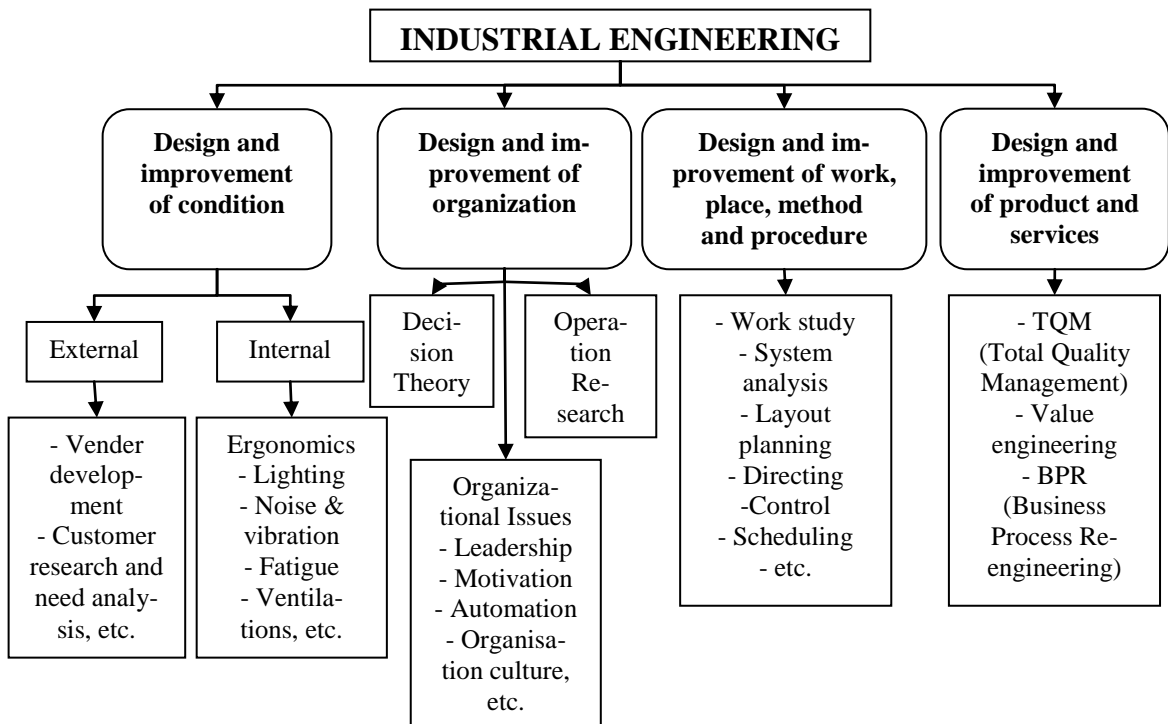 INDUSTRIAL ENGINEERING
Design and
improvement
of condition
Design and im-
provement of
organization
Design and im-
provement of work,
place, method
and procedure
Design and
improvement
of product and
services
External
Internal
Deci-
sion
Theory
Opera-
tion
Re-
search
- Work study
- System
analysis
- Layout
planning
- Directing
-Control
- Scheduling
- etc.
- TQM
(Total Quality
Management)
- Value
engineering
- BPR
(Business
Process Re-
engineering)
- Vender
develop-
ment
- Customer
research and
need analy-
sis, etc.
Ergonomics
- Lighting
- Noise &
vibration
- Fatigue
- Ventila-
tions, etc.
Organiza-
tional Issues
- Leadership
- Motivation
- Automation
- Organisa-
tion culture,
etc.